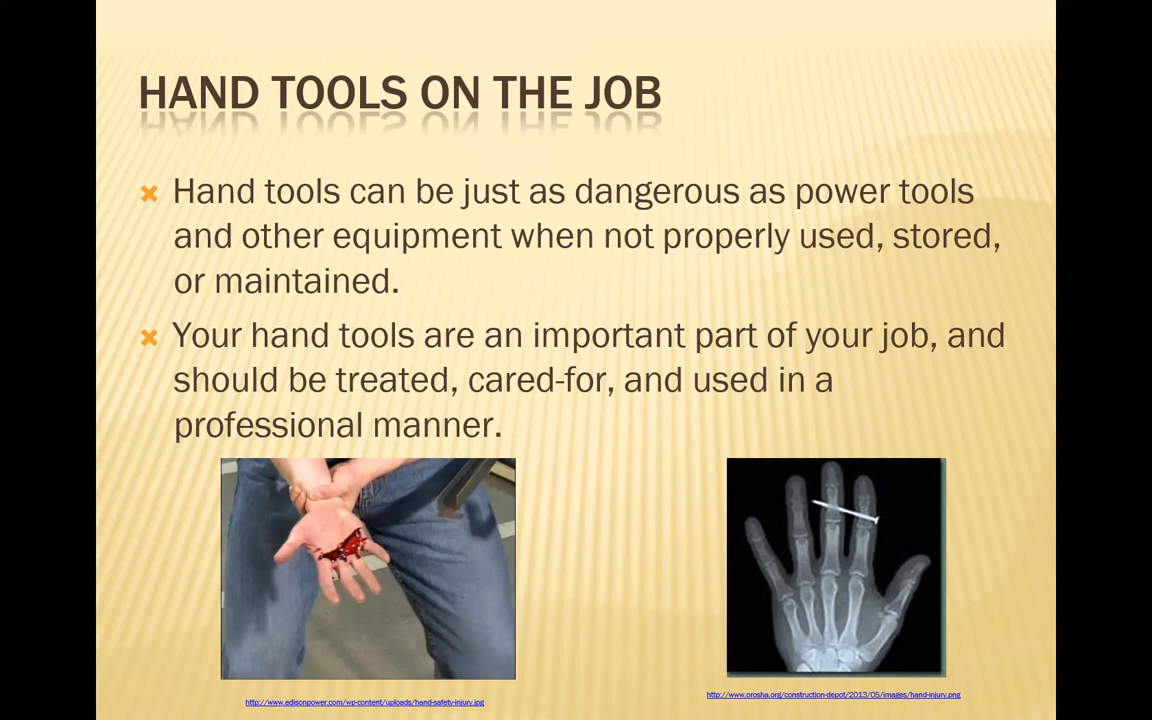 HAND TOOLS ON THE JOB
Hand tools can be just as dangerous as power tools
and other equipment when not properly used, stored,
or maintained.
Your hand tools are an important part of your job, and
should be treated, cared-for, and used in a
professional manner.
http://www.edisonpower.com/wp-content/uploads/hand-safety-injury.jpg
http://www.orosha.org/construction-depot/2013/05/images/hand-injury.png